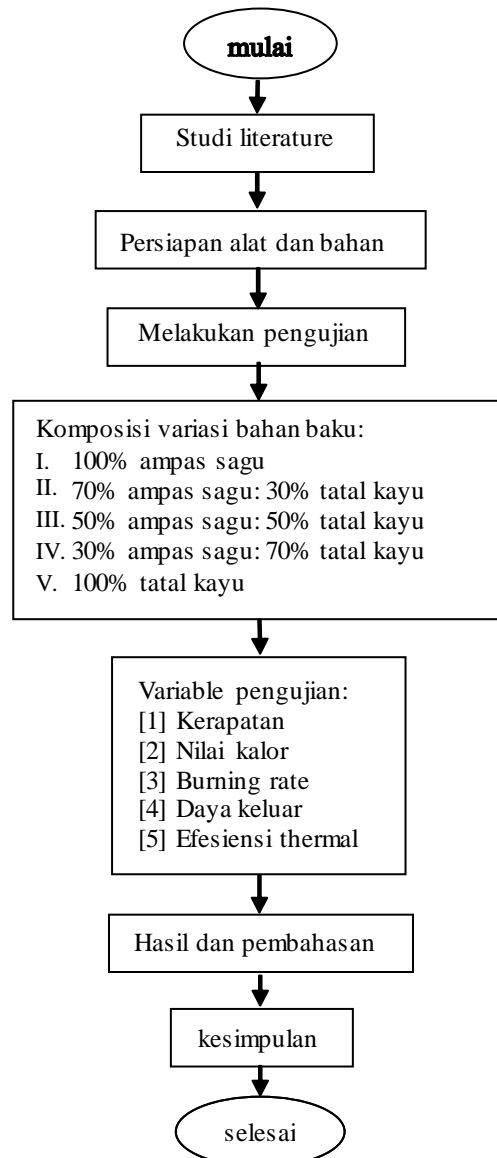 mulai
Studi literature
Persiapan alat dan bahan
Melakukan pengujian
Komposisi variasi bahan baku:
I. 100% ampas sagu
II. 70% ampas sagu: 30% tatal kayu
III. 50% ampas sagu: 50% tatal kayu
IV. 30% ampas sagu: 70% tatal kayu
V. 100% tatal kayu
Variable pengujian:
[1] Kerapatan
[2] Nilai kalor
[3] Burning rate
[4] Daya keluar
[5] Efesiensi thermal
Hasil dan pembahasan
kesimpulan
selesai